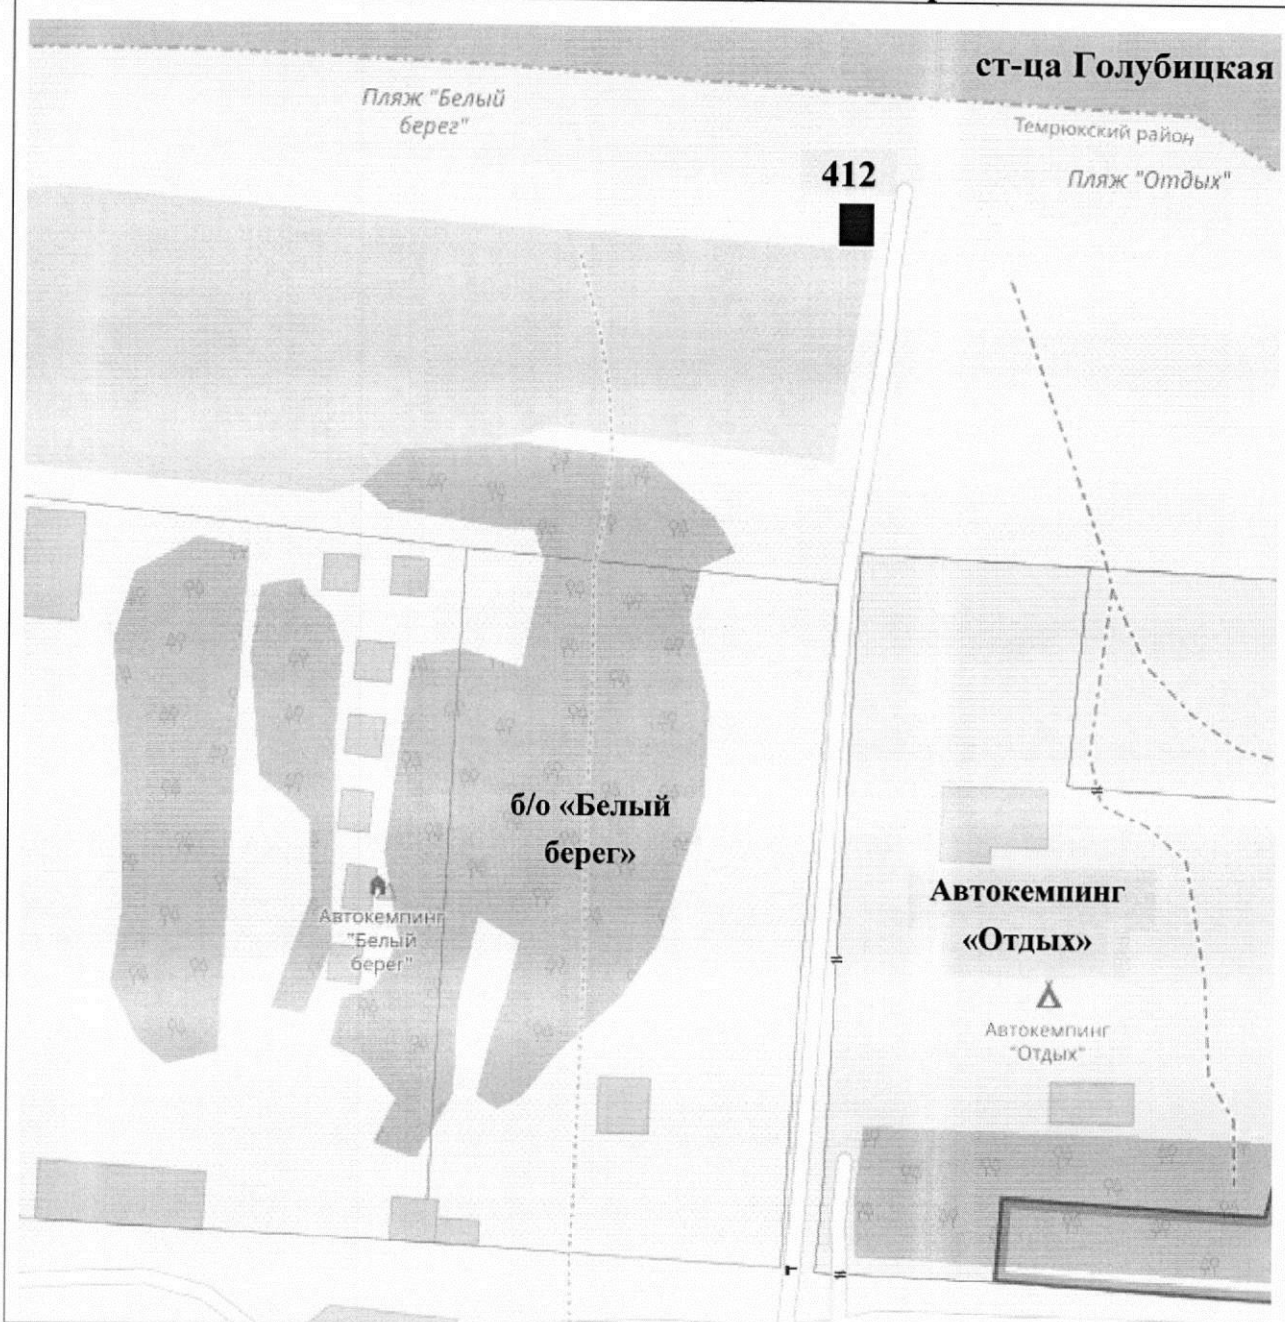 ст-ца Голубицкая
Пляж "Белый
берег"
Темрюкский район
412
Пляж "Отдых"
б/о «Белый
берег»
Автокемпинг
«Отдых»
Автокемпинг
"Белый
берег"
Автокемпинг
"Отдых"